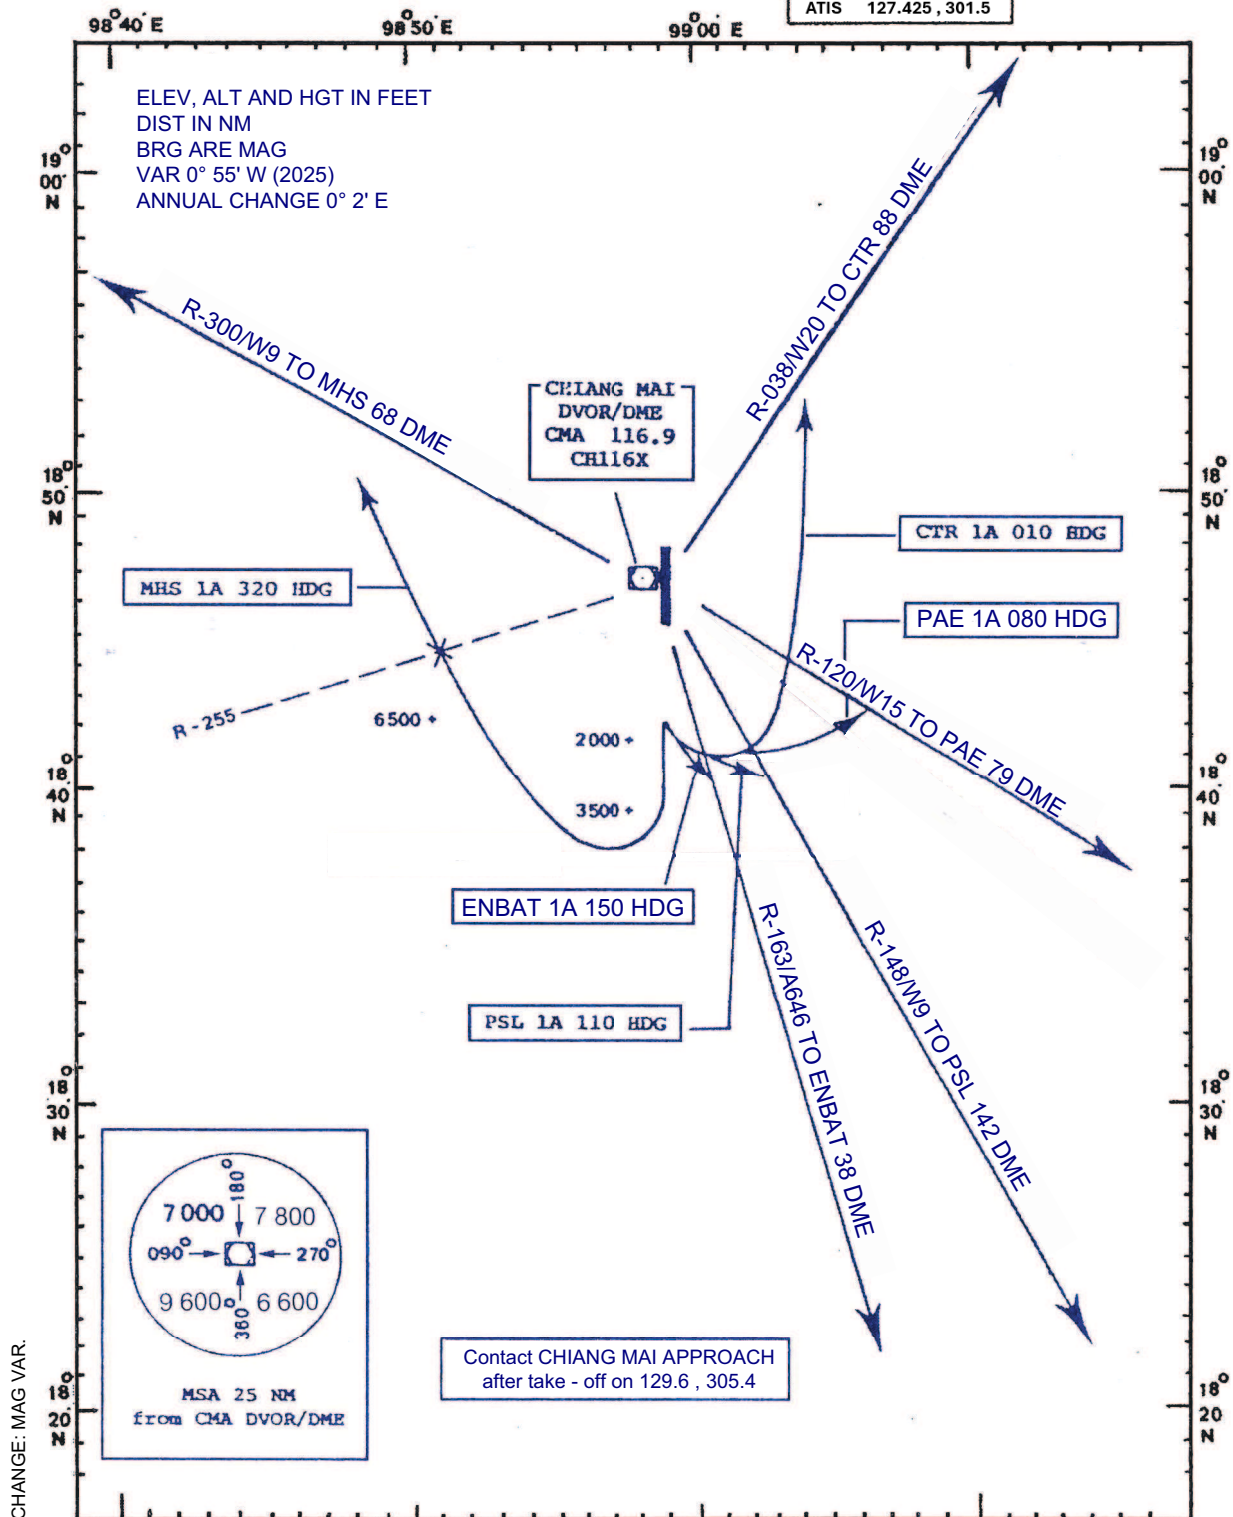 ATIS 127.425 , 301.5
98° 40' E
98° 50' E
99° 00' E
ELEV, ALT AND HGT IN FEET
DIST IN NM
BRG ARE MAG
VAR 0° 55' W (2025)
ANNUAL CHANGE 0° 2' E
19° 00' N
19° 00' N
R-300/W9 TO MHS 68 DME
R-038/W20 TO CTR 88 DME
CHIANG MAI
DVOR/DME
CMA 116.9
CH116X
18° 50' N
18° 50' N
CTR 1A 010 HDG
MHS 1A 320 HDG
PAE 1A 080 HDG
R-120/W15 TO PAE 79 DME
R-255
6500
2000
3500
18° 40' N
18° 40' N
ENBAT 1A 150 HDG
R-163/A646 TO ENBAT 38 DME
R-148/W9 TO PSL 142 DME
PSL 1A 110 HDG
18° 30' N
18° 30' N
180°
7 000 7 800
090° 270°
9 600 6 600
360°
MSA 25 NM
from CMA DVOR/DME
Contact CHIANG MAI APPROACH
after take - off on 129.6 , 305.4
18° 20' N
18° 20' N
CHANGE: MAG VAR.